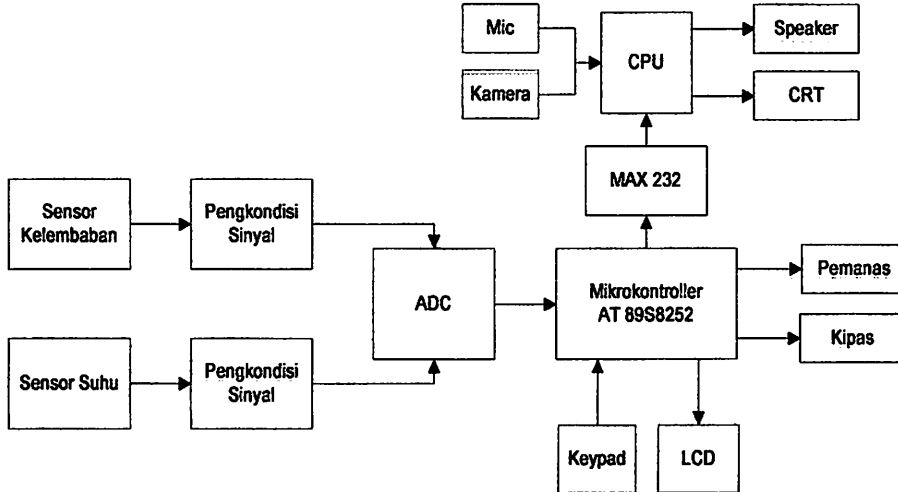 Mic
Kamera
CPU
Speaker
CRT
MAX 232
Sensor
Kelembaban
Pengkondisi
Sinyal
ADC
Mikrokontroller
AT 89S8252
Pemanas
Kipas
Sensor Suhu
Pengkondisi
Sinyal
Keypad
LCD